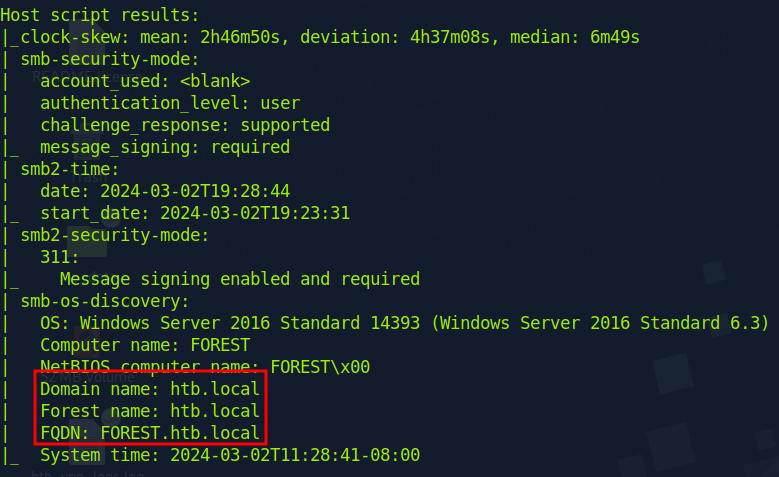 Host script results:
|_clock-skew: mean: 2h46m50s, deviation: 4h37m08s, median: 6m49s
| smb-security-mode:
|   account_used: <blank>
|   authentication_level: user
|   challenge_response: supported
|_  message_signing: required
| smb2-time:
|   date: 2024-03-02T19:28:44
|_  start_date: 2024-03-02T19:23:31
| smb2-security-mode:
|   311:
|_    Message signing enabled and required
| smb-os-discovery:
|   OS: Windows Server 2016 Standard 14393 (Windows Server 2016 Standard 6.3)
|   Computer name: FOREST
|   NetBIOS computer name: FOREST\x00
|   Domain name: htb.local
|   Forest name: htb.local
|   FQDN: FOREST.htb.local
|_  System time: 2024-03-02T11:28:41-08:00